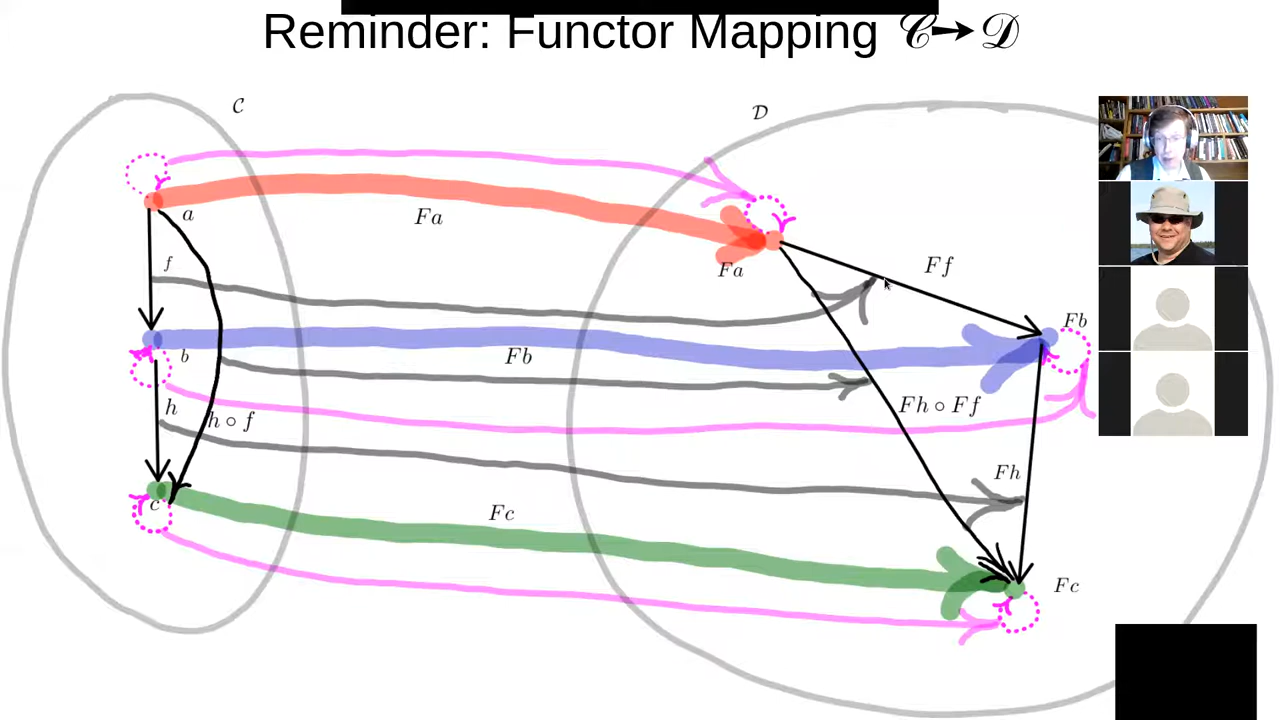 Reminder: Functor Mapping 𝒞→𝒟
𝒞
𝒟
a
Fa
Fa
f
Ff
Fb
b
Fb
h
h ∘ f
Fh ∘ Ff
Fh
c
Fc
Fc